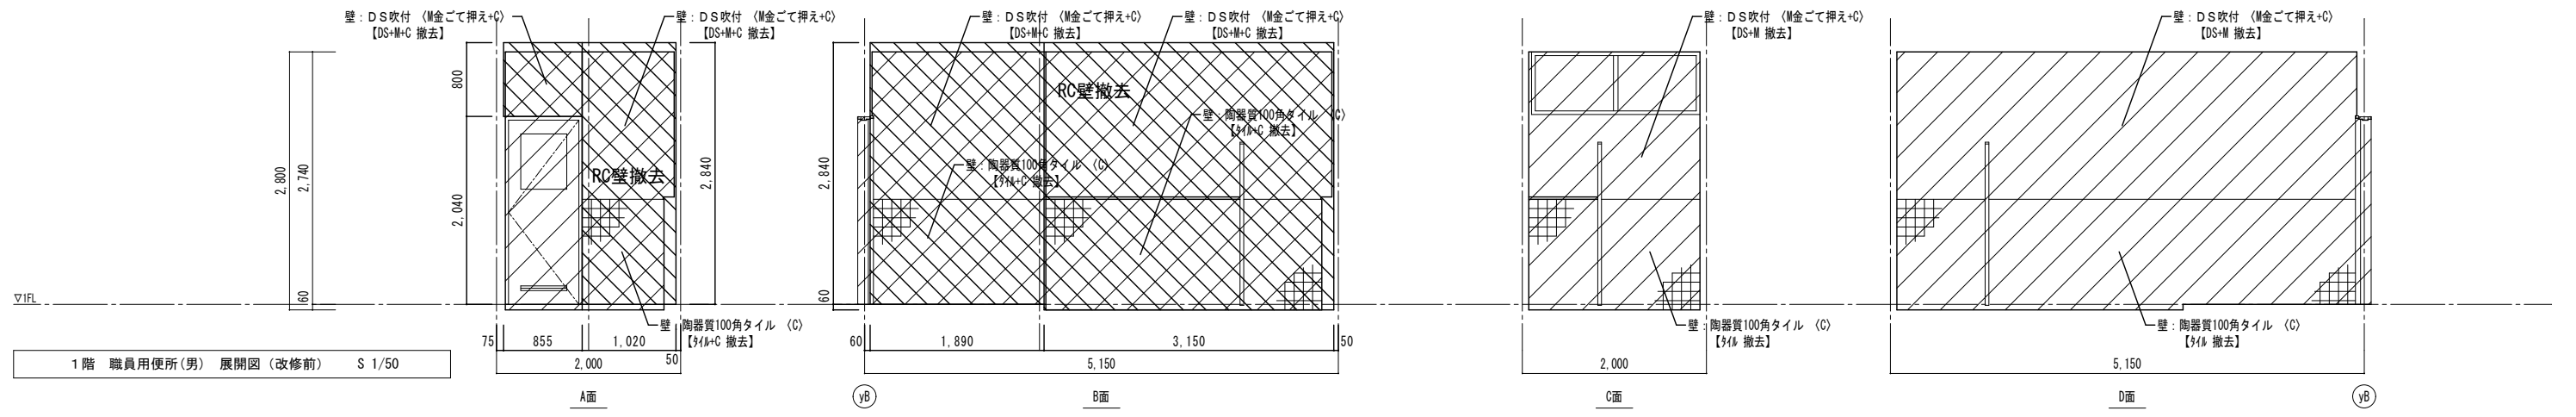 壁：ＤＳ吹付 〈M金ごて押え+C〉
【DS+M+C 撤去】
壁：ＤＳ吹付 〈M金ごて押え+C〉
【DS+M+C 撤去】
壁：ＤＳ吹付 〈M金ごて押え+C〉
【DS+M+C 撤去】
壁：ＤＳ吹付 〈M金ごて押え+C〉
【DS+M+C 撤去】
壁：ＤＳ吹付 〈M金ごて押え+C〉
【DS+M 撤去】
壁：ＤＳ吹付 〈M金ごて押え+C〉
【DS+M 撤去】
2,800
2,740
60
800
2,040
2,840
RC壁撤去
2,840
60
RC壁撤去
壁：陶器質100角タイル 〈C〉
【ﾀｲﾙ+C 撤去】
壁：陶器質100角タイル 〈C〉
【ﾀｲﾙ+C 撤去】
▽1FL
壁：陶器質100角タイル 〈C〉
【ﾀｲﾙ+C 撤去】
壁：陶器質100角タイル 〈C〉
【ﾀｲﾙ 撤去】
壁：陶器質100角タイル 〈C〉
【ﾀｲﾙ 撤去】
75
855
1,020
50
2,000
60
1,890
3,150
50
5,150
2,000
5,150
1階 職員用便所(男) 展開図（改修前） S 1/50
A面
yB
B面
C面
D面
yB